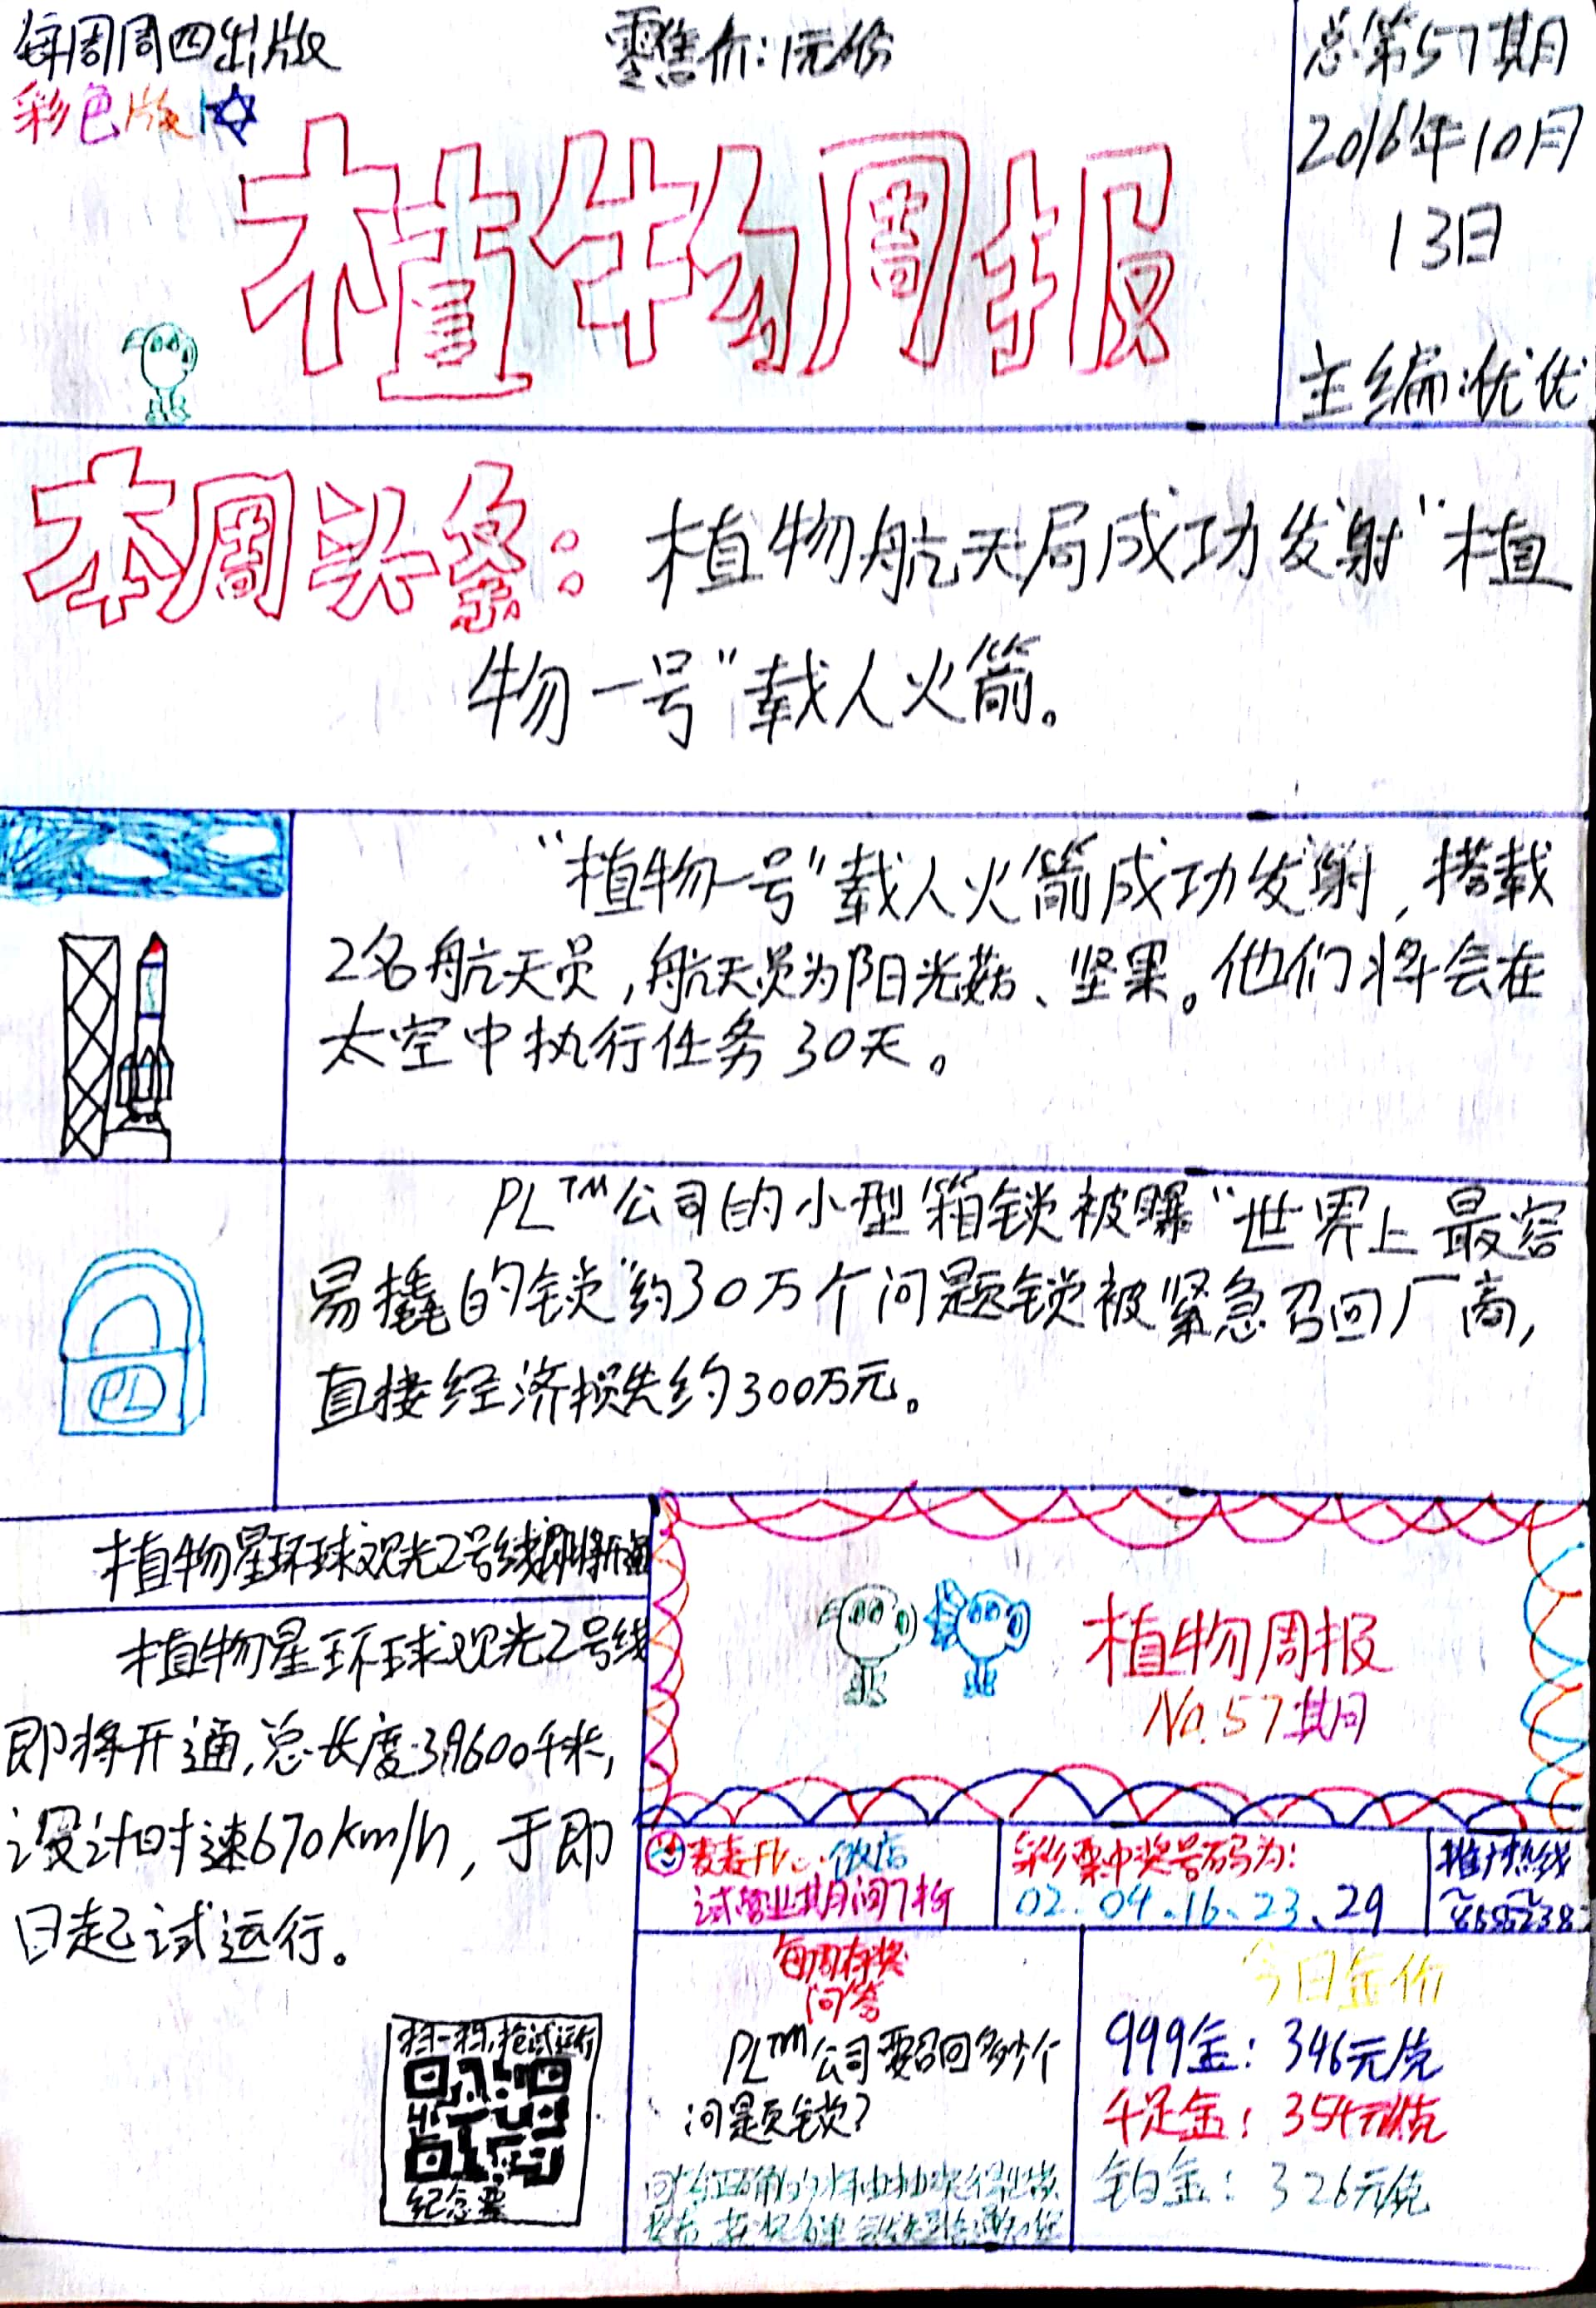 每周周四出版
零售价:1元/份
总第57期
2016年10月
13日
彩色版
植物周报
主编:优优
本周头条:植物航天局成功发射“植
物一号”载人火箭。
“植物一号”载人火箭成功发射,搭载
2名航天员,航天员为阳光菇、坚果。他们将会在
太空中执行任务30天。
PL™公司的小型箱锁被曝“世界上最容
易撬的锁”约30万个问题锁被紧急召回厂商,
直接经济损失约300万元。
PL
植物星环球观光2号线即将开通
植物星环球观光2号线
即将开通,总长度39600千米,
设计时速670km/h,于即
日起试运行。
扫一扫,抢试运行
纪念票
植物周报
No.57期
饭店
试营业期间7折
彩票中奖号码为:
02.04.16.23.29
推广热线
每周有奖
问答
PL™公司要召回多少个
问题锁?
今日金价
999金:346元/克
千足金:354元/克
铂金:326元/克